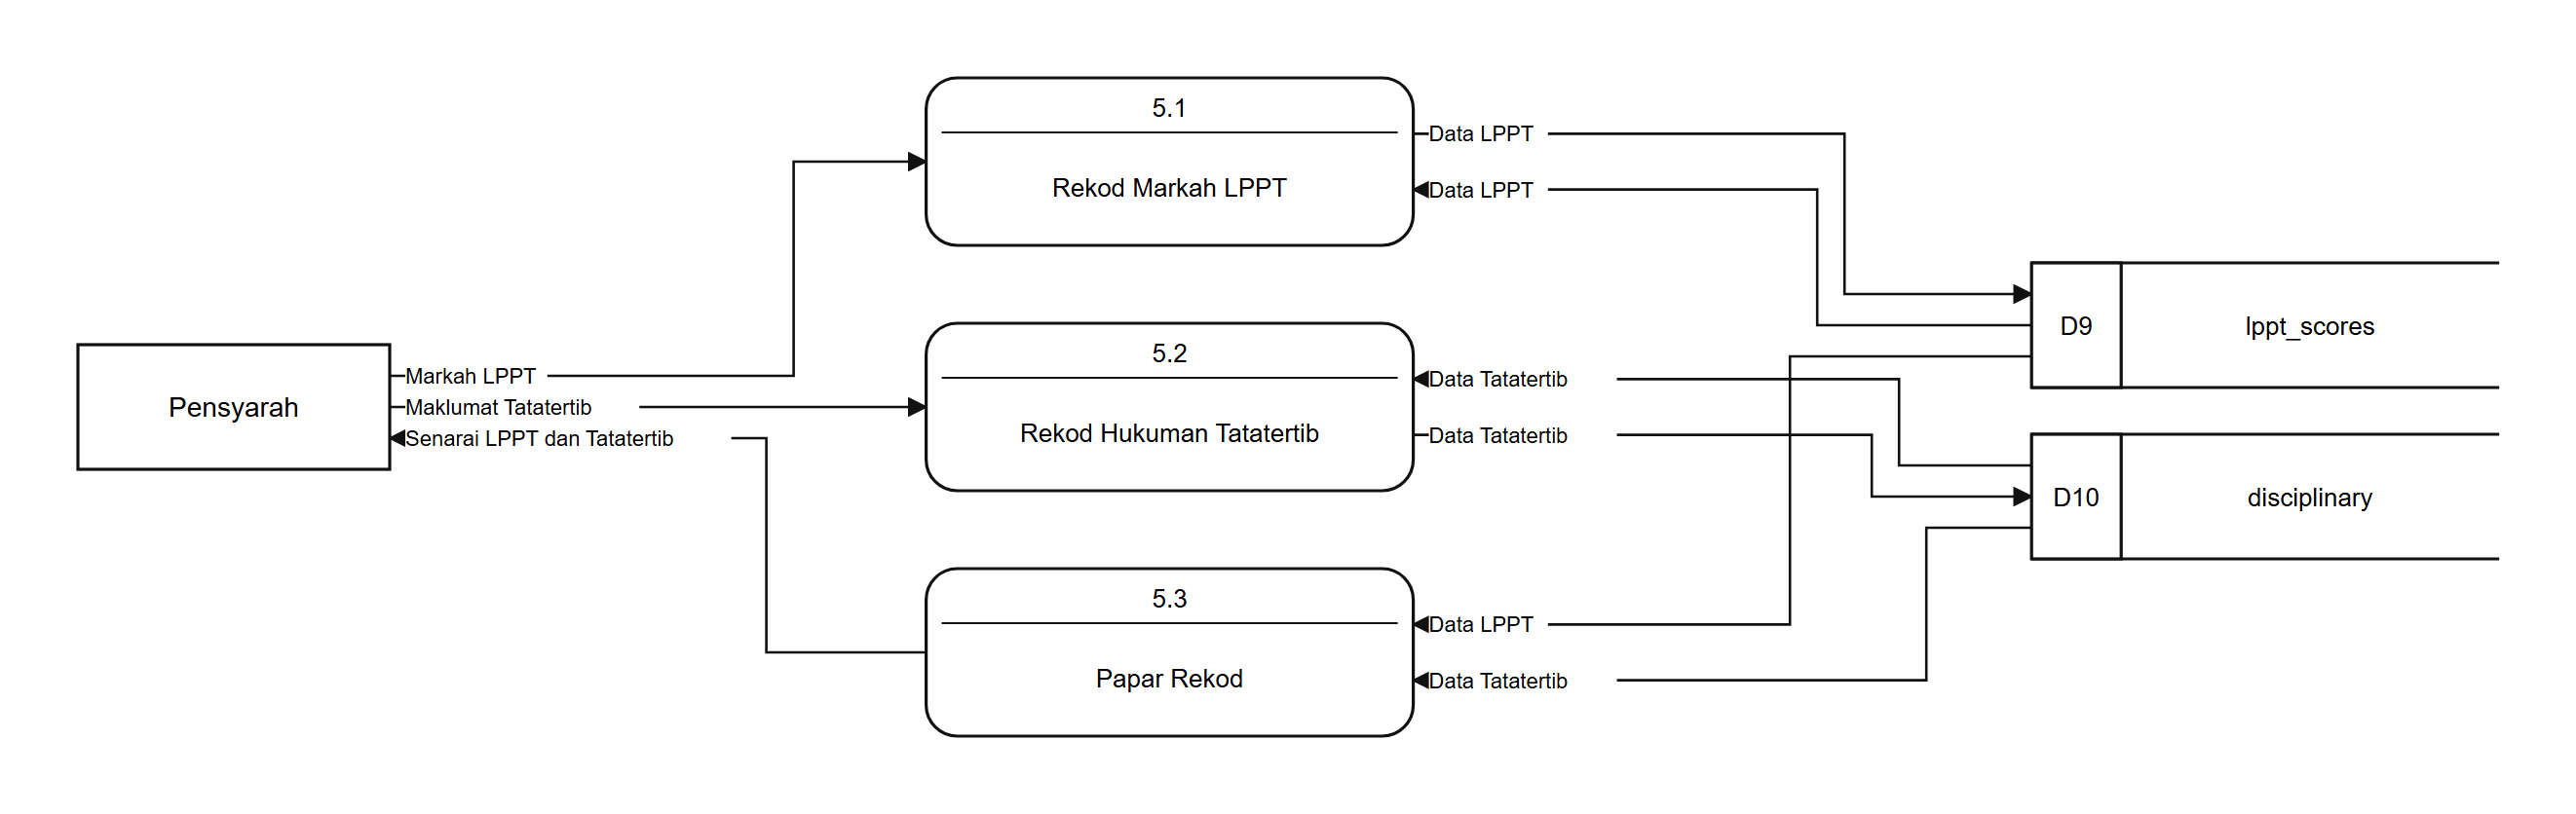 5.1
Rekod Markah LPPT
Data LPPT
Data LPPT
Pensyarah
Markah LPPT
Maklumat Tatatertib
Senarai LPPT dan Tatatertib
5.2
Rekod Hukuman Tatatertib
Data Tatatertib
Data Tatatertib
D9
lppt_scores
D10
disciplinary
5.3
Papar Rekod
Data LPPT
Data Tatatertib